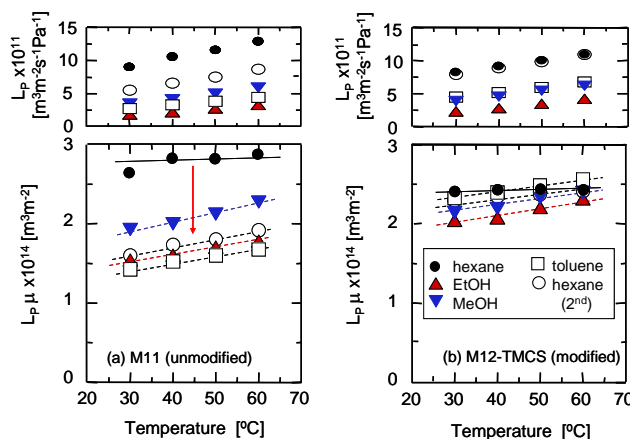 15
10
5
0
L_P x10^11
[m^3m^-2s^-1Pa^-1]
3
2
1
0
L_P μ x10^14 [m^3m^-2]
(a) M11 (unmodified)
20 30 40 50 60 70
Temperature [ºC]
15
10
5
0
L_P x10^11
[m^3m^-2s^-1Pa^-1]
3
2
1
0
L_P μ x10^14 [m^3m^-2]
hexane toluene
EtOH hexane
MeOH (2^nd)
(b) M12-TMCS (modified)
20 30 40 50 60 70
Temperature [ºC]